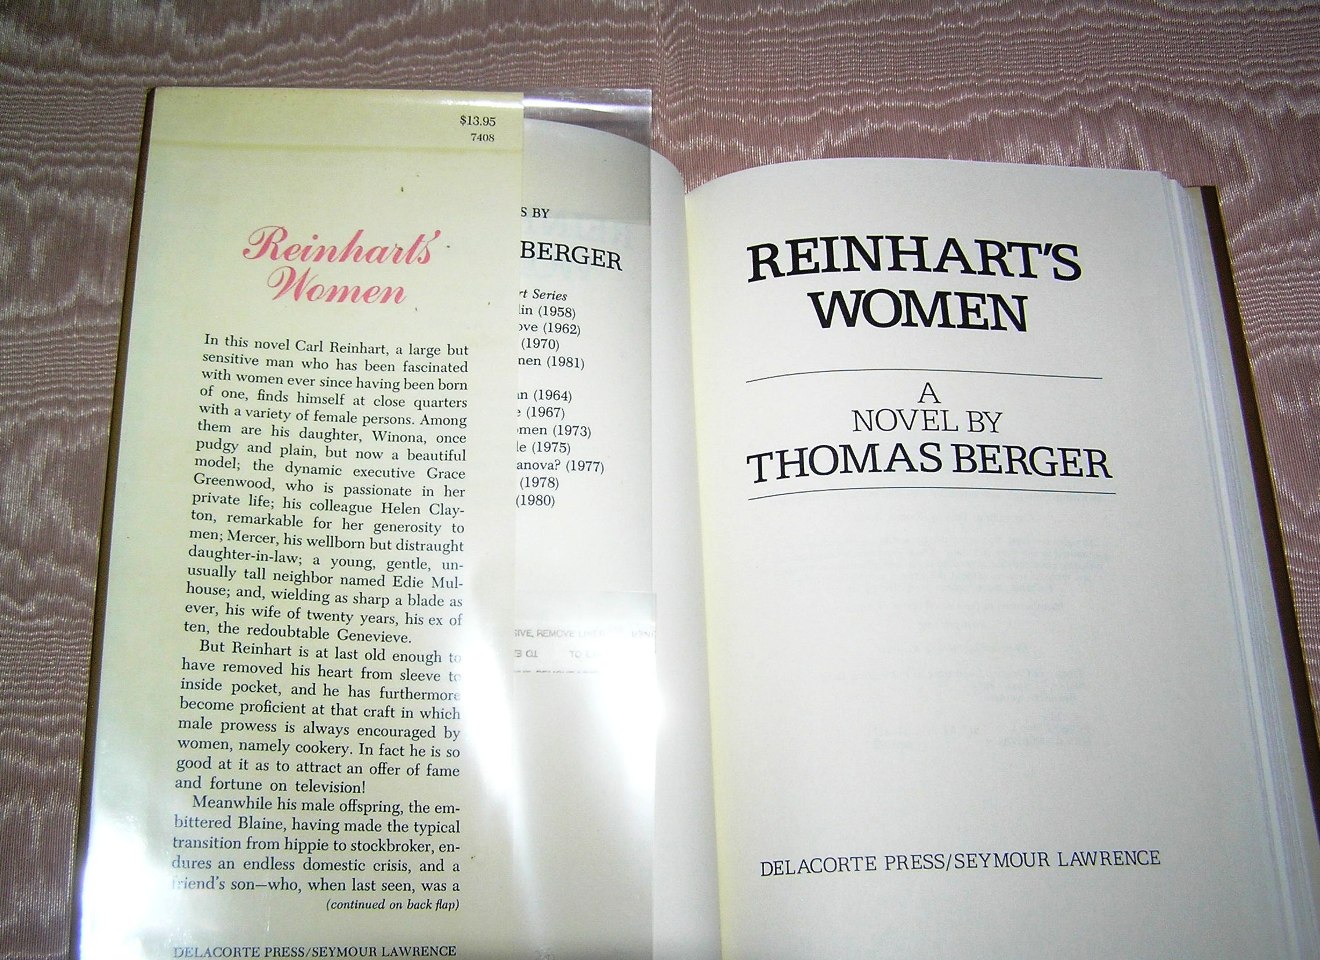 $13.95
7408
Reinhart's
Women
In this novel Carl Reinhart, a large but
sensitive man who has been fascinated
with women ever since having been born
of one, finds himself at close quarters
with a variety of female persons. Among
them are his daughter, Winona, once
pudgy and plain, but now a beautiful
model; the dynamic executive Grace
Greenwood, who is passionate in her
private life; his colleague Helen Clay-
ton, remarkable for her generosity to
men; Mercer, his wellborn but distraught
daughter-in-law; a young, gentle, un-
usually tall neighbor named Edie Mul-
house; and, wielding as sharp a blade as
ever, his wife of twenty years, his ex of
ten, the redoubtable Genevieve.
But Reinhart is at last old enough to
have removed his heart from sleeve to
inside pocket, and he has furthermore
become proficient at that craft in which
male prowess is always encouraged by
women, namely cookery. In fact he is so
good at it as to attract an offer of fame
and fortune on television!
Meanwhile his male offspring, the em-
bittered Blaine, having made the typical
transition from hippie to stockbroker, en-
dures an endless domestic crisis, and a
friend's son—who, when last seen, was a
(continued on back flap)
DELACORTE PRESS/SEYMOUR LAWRENCE
S BY
BERGER
rt Series
in (1958)
ove (1962)
(1970)
men (1981)
an (1964)
e (1967)
omen (1973)
le (1975)
anova? (1977)
(1978)
(1980)
REMOVE
REINHART'S
WOMEN
A
NOVEL BY
THOMAS BERGER
DELACORTE PRESS/SEYMOUR LAWRENCE